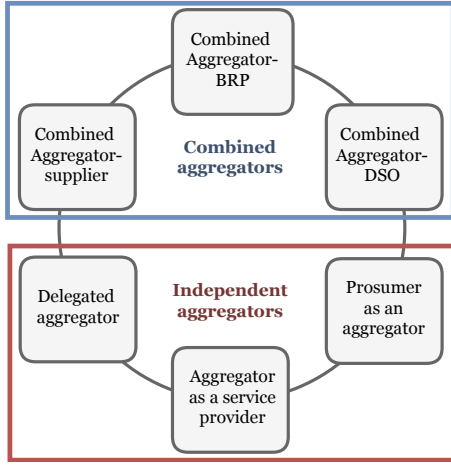 Combined
Aggregator-
BRP
Combined
Aggregator-
supplier
Combined
aggregators
Combined
Aggregator-
DSO
Delegated
aggregator
Independent
aggregators
Prosumer
as an
aggregator
Aggregator
as a service
provider